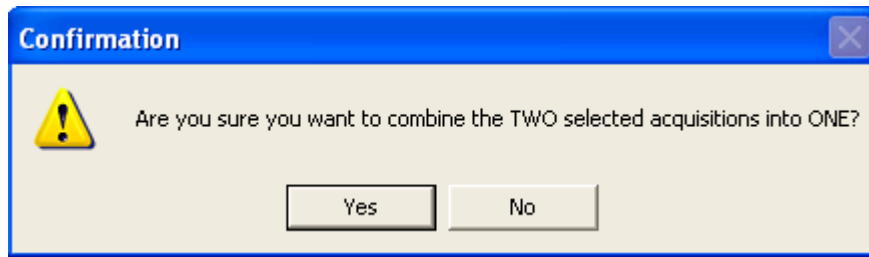 Confirmation
Are you sure you want to combine the TWO selected acquisitions into ONE?
Yes
No